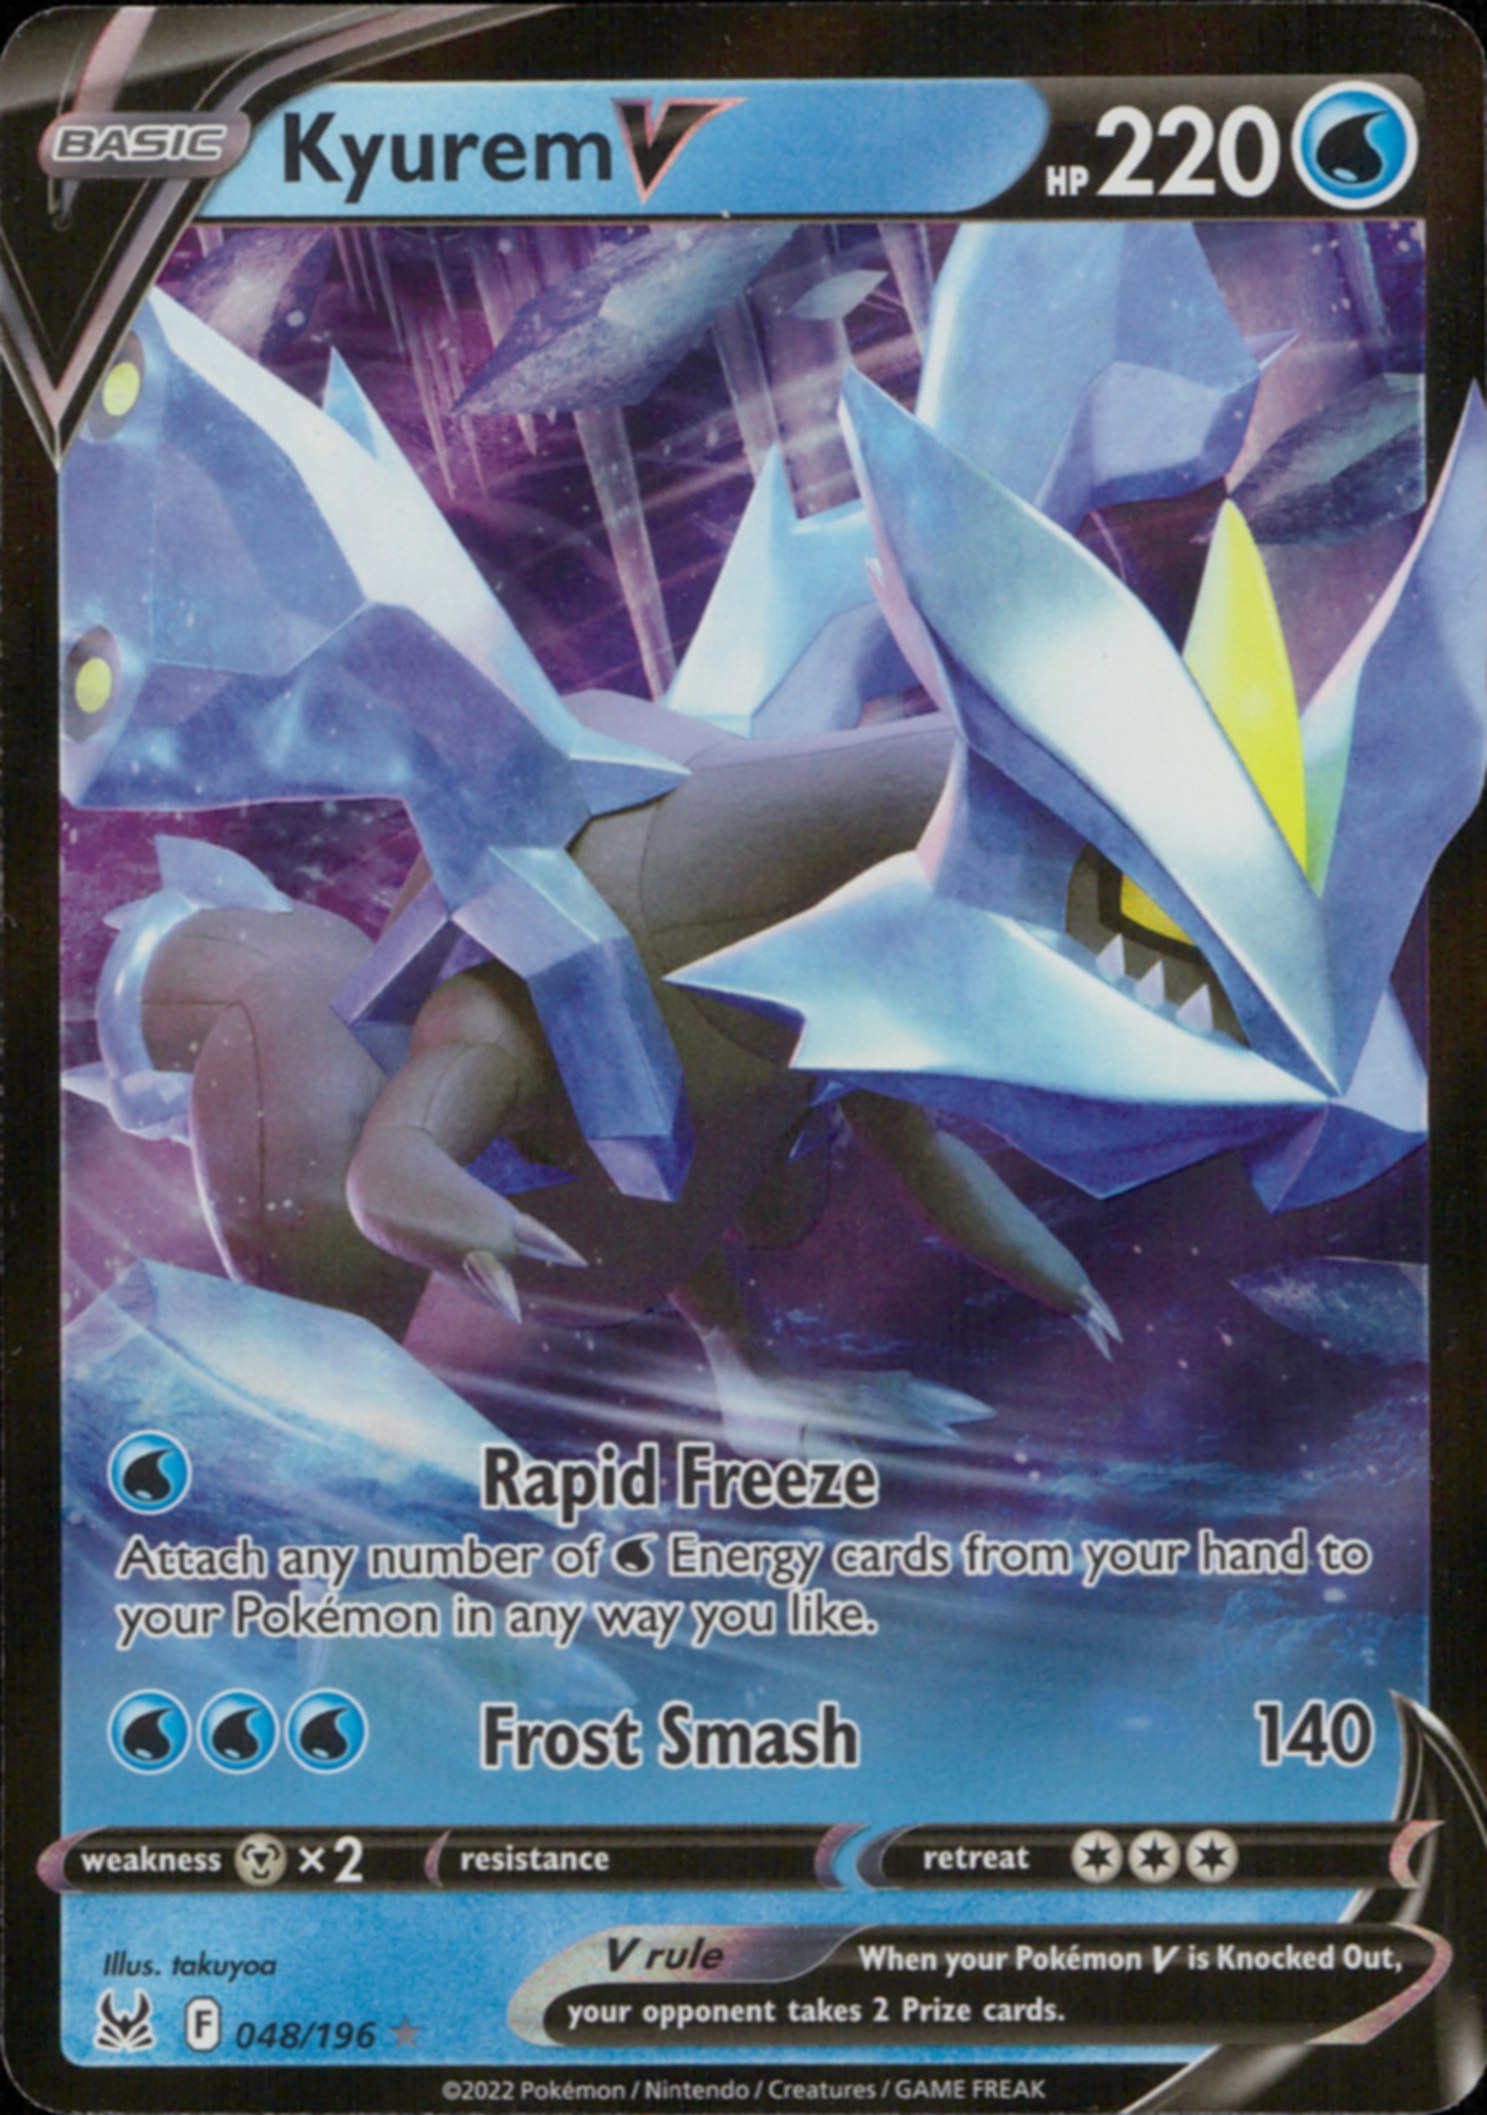 BASIC
Kyurem V
HP 220
Rapid Freeze
Attach any number of Energy cards from your hand to
your Pokémon in any way you like.
Frost Smash 140
weakness ×2 resistance retreat
Illus. takuyoa
V rule When your Pokémon V is Knocked Out,
your opponent takes 2 Prize cards.
F 048/196
©2022 Pokémon / Nintendo / Creatures / GAME FREAK